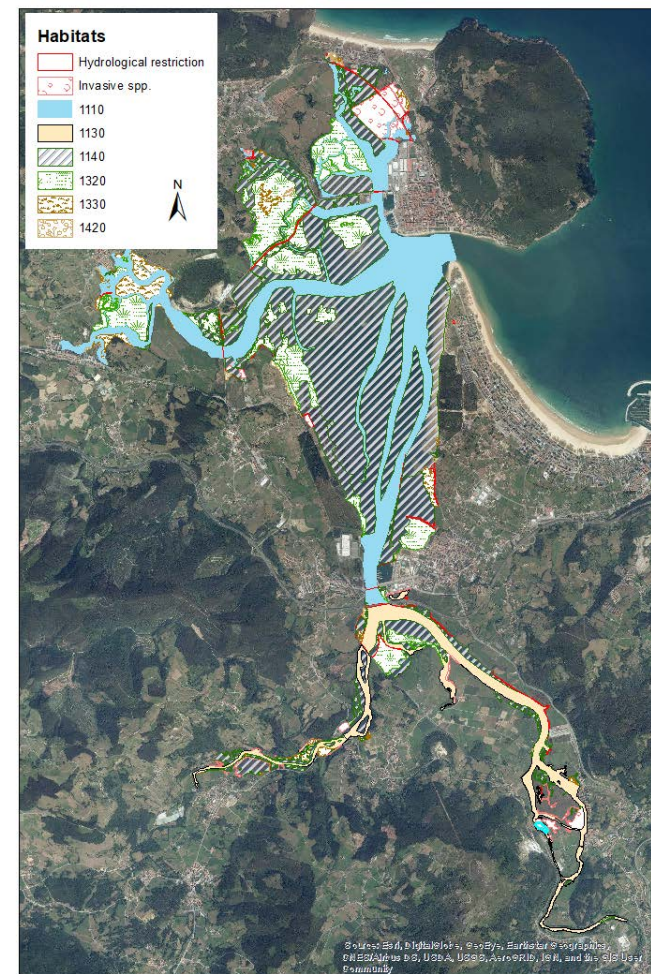 Habitats
Hydrological restriction
Invasive spp.
1110
1130
1140
1320
1330
1420
N
Source: Esri, DigitalGlobe, GeoEye, Earthstar Geographics,
CNES/Airbus DS, USDA, USGS, AeroGRID, IGN, and the GIS User
Community